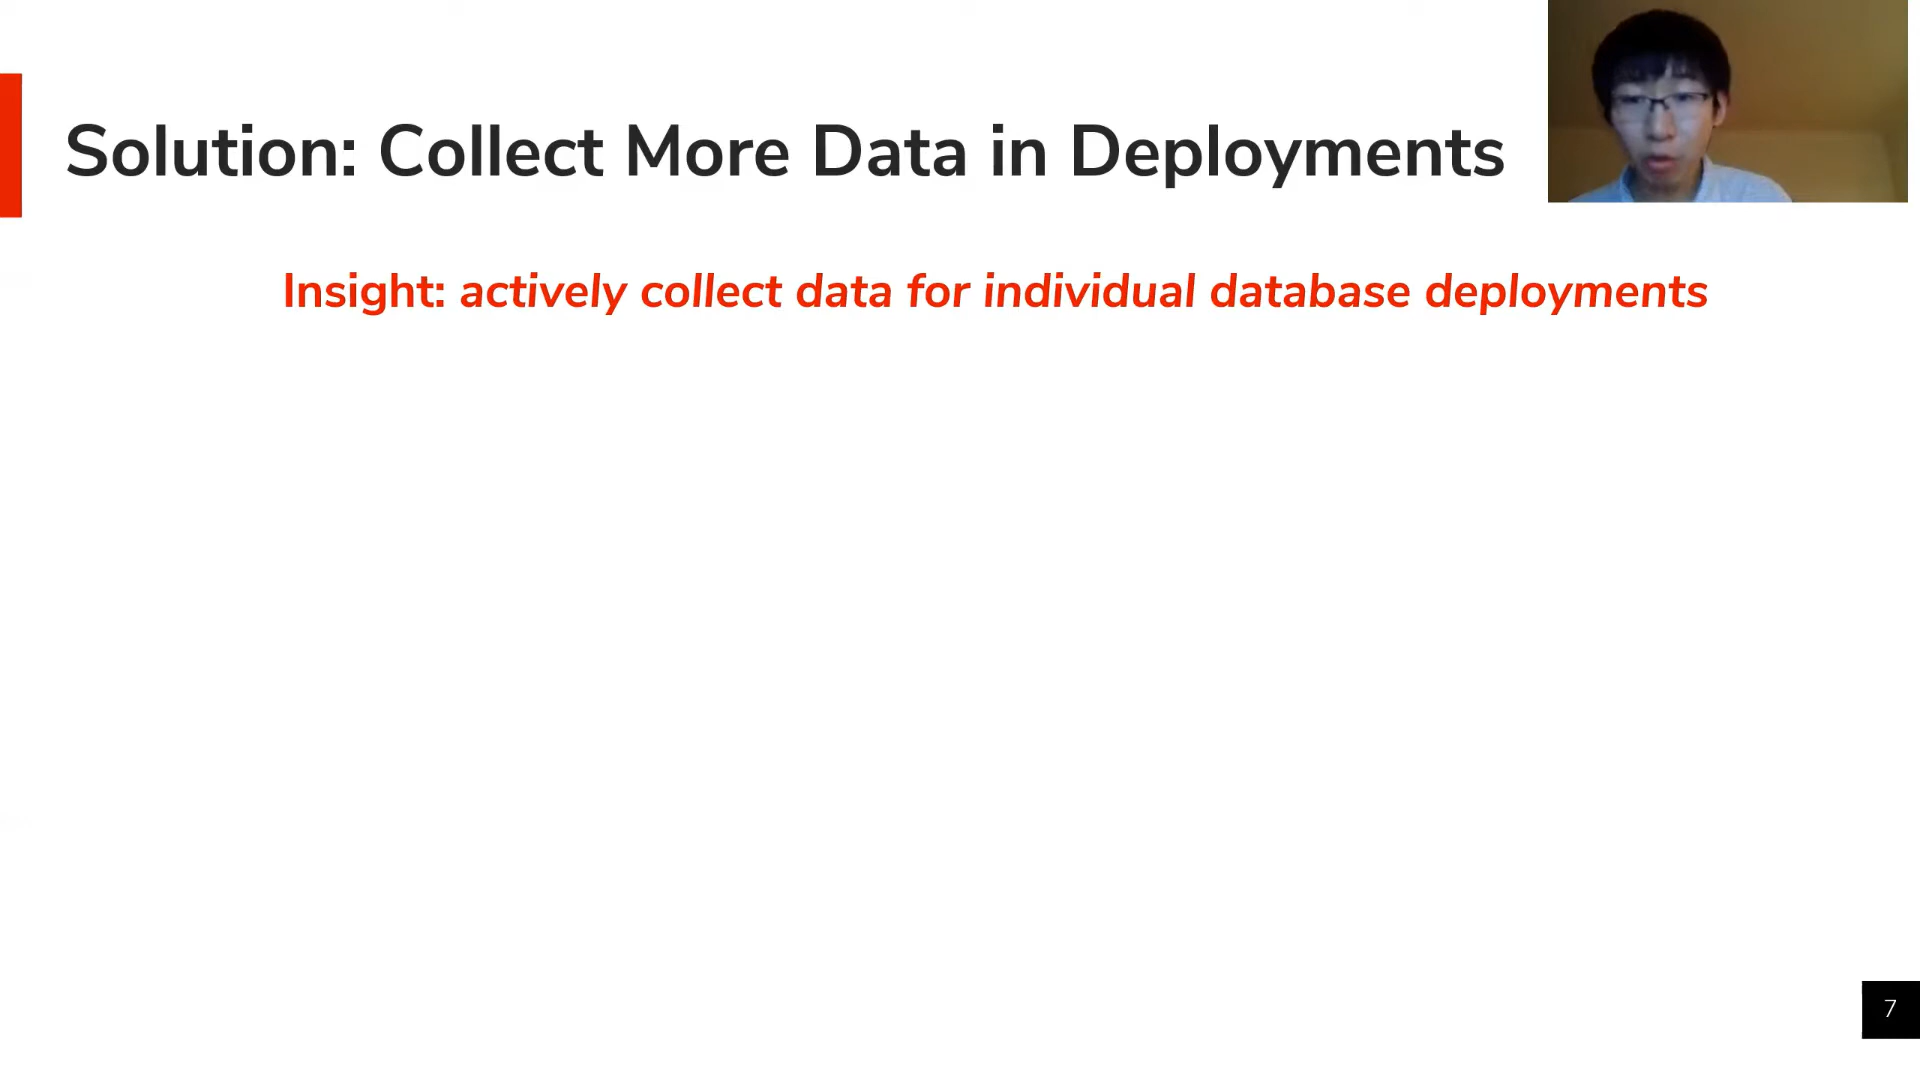 Solution: Collect More Data in Deployments
Insight: actively collect data for individual database deployments
7